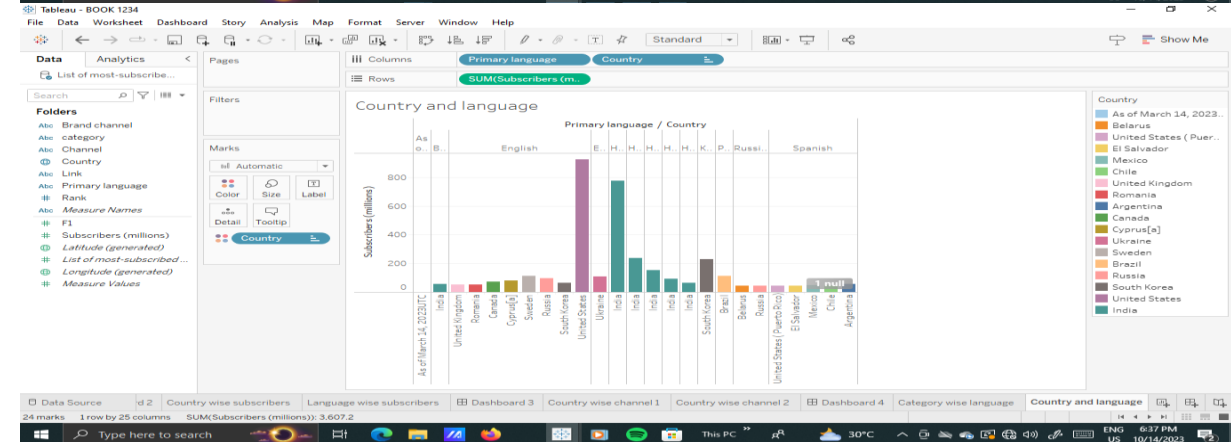 Tableau - BOOK 1234
File Data Worksheet Dashboard Story Analysis Map Format Server Window Help
Standard
Show Me
Data Analytics
List of most-subscribe...
Search
Folders
Abc Brand channel
Abc category
Abc Channel
Country
Abc Link
Abc Primary language
# Rank
Abc Measure Names
# F1
# Subscribers (millions)
Latitude (generated)
# List of most-subscribed ...
Longitude (generated)
# Measure Values
Pages
Filters
Marks
Automatic
Color Size Label
Detail Tooltip
Country
Columns Primary language Country
Rows SUM(Subscribers (m..
Country and language
Primary language / Country
As o.. B.. English E.. H.. H.. H.. H.. H.. K.. P.. Russi.. Spanish
Subscribers (millions)
800
600
400
200
0
1 null
As of March 14, 2023UTC
India
United Kingdom
Romania
Canada
Cyprus[a]
Sweden
Russia
South Korea
United States
Ukraine
India
India
India
India
India
South Korea
Brazil
Belarus
Russia
United States ( Puerto Rico)
El Salvador
Mexico
Chile
Argentina
Country
As of March 14, 2023..
Belarus
United States ( Puer..
El Salvador
Mexico
Chile
United Kingdom
Romania
Argentina
Canada
Cyprus[a]
Ukraine
Sweden
Brazil
Russia
South Korea
United States
India
Data Source d 2 Country wise subscribers Language wise subscribers Dashboard 3 Country wise channel 1 Country wise channel 2 Dashboard 4 Category wise language Country and language
24 marks 1 row by 25 columns SUM(Subscribers (millions)): 3,607.2
Type here to search
This PC
30°C
ENG 6:37 PM
US 10/14/2023